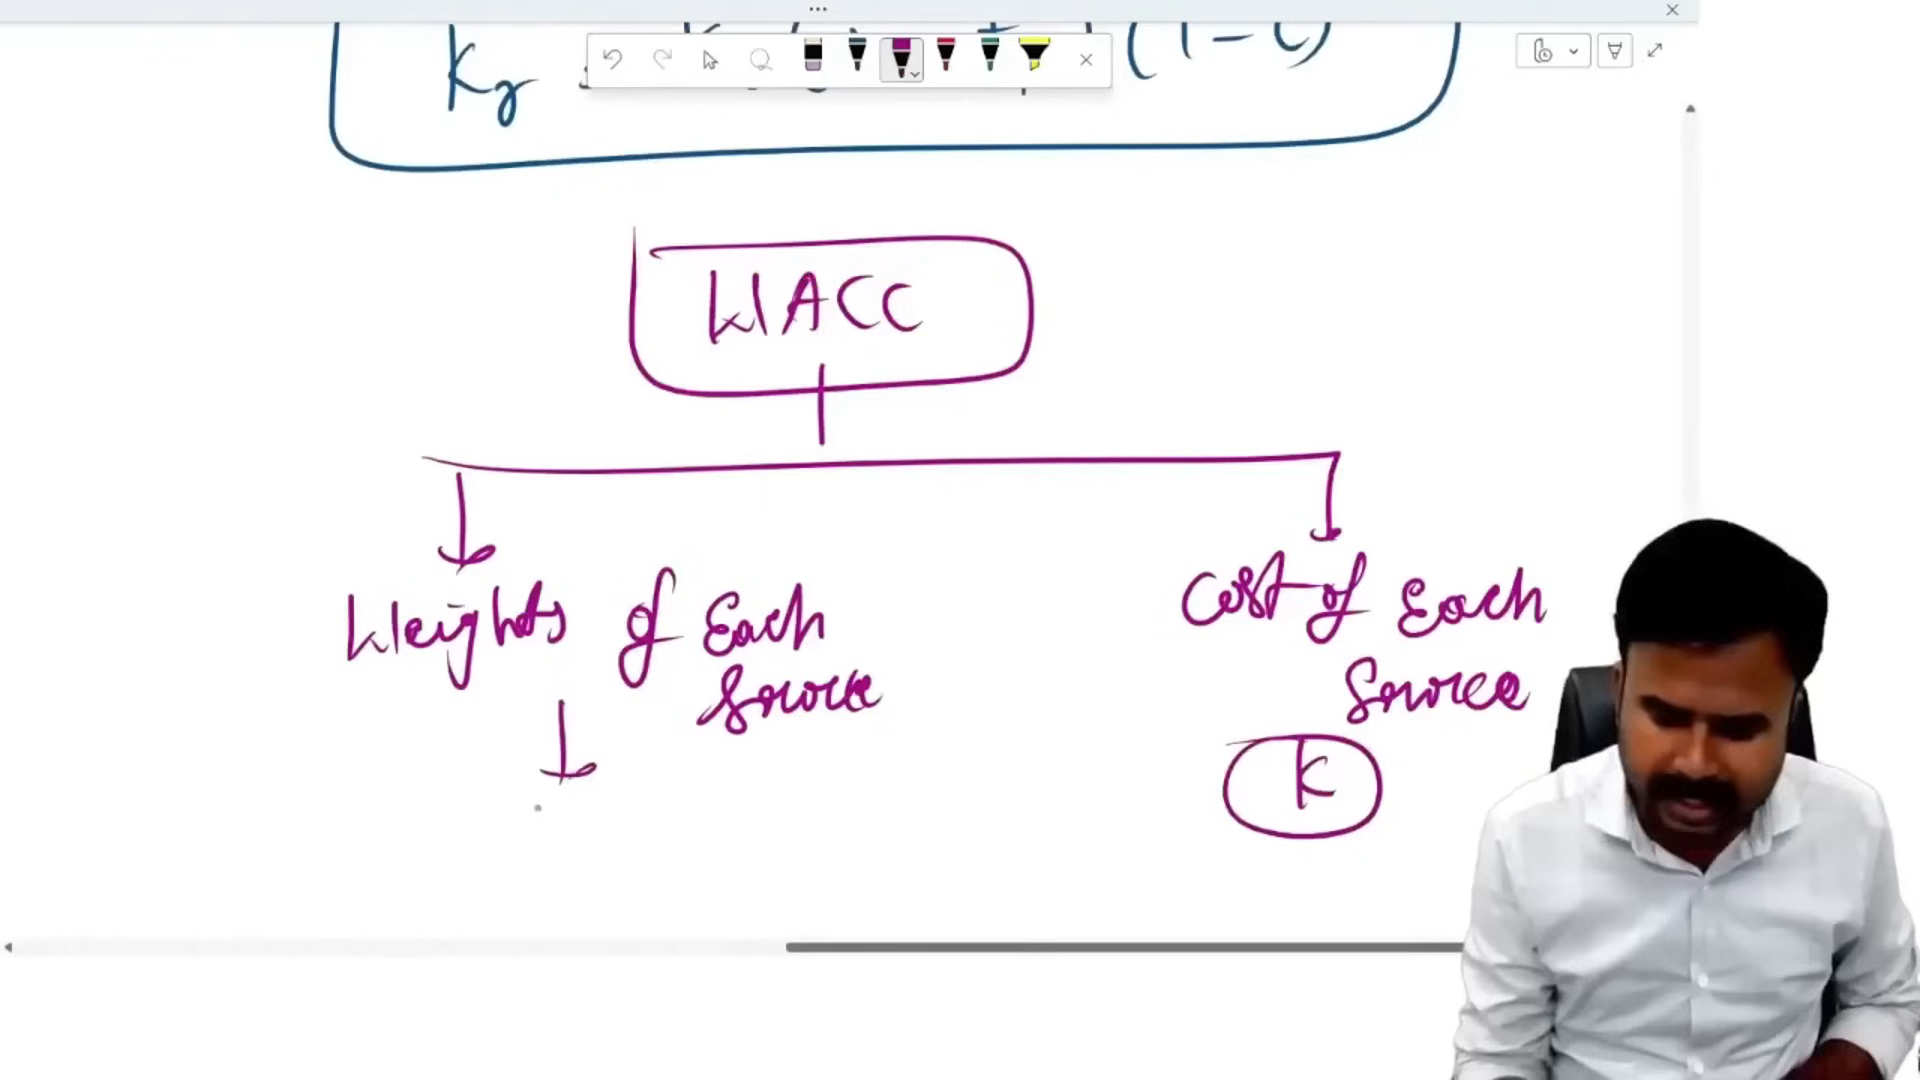 Kr
(1-t)
WACC
Weights of Each
Source
Cost of Each
Source
K